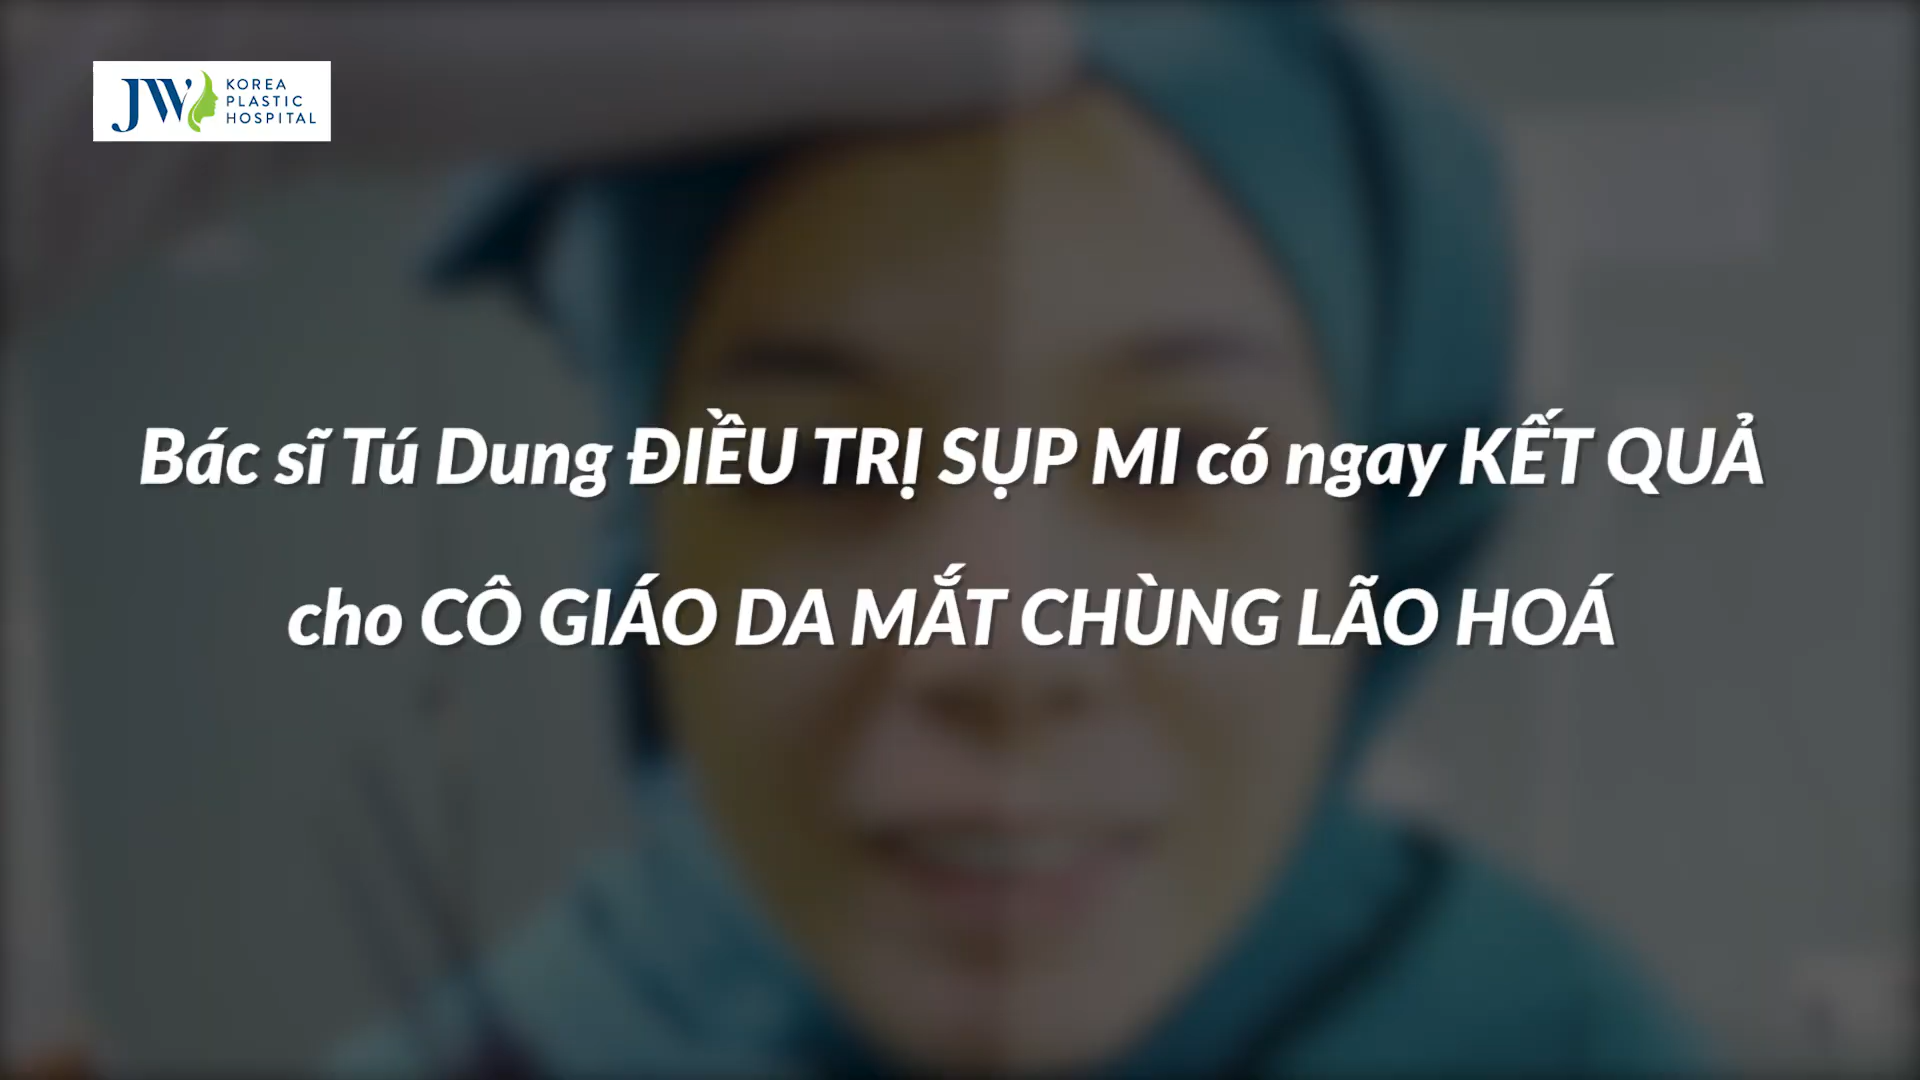 JW KOREA
PLASTIC
HOSPITAL
Bác sĩ Tú Dung ĐIỀU TRỊ SỤP MI có ngay KẾT QUẢ
cho CÔ GIÁO DA MẮT CHÙNG LÃO HOÁ